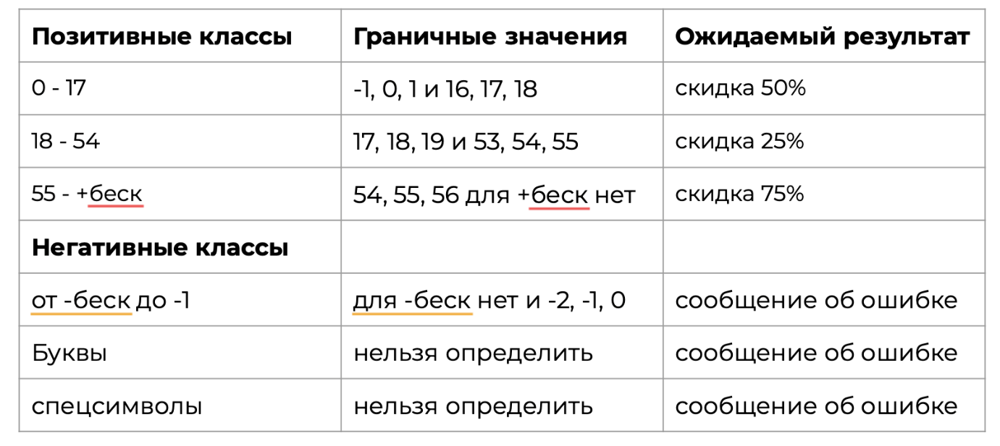 Позитивные классы Граничные значения Ожидаемый результат
0 - 17 -1, 0, 1 и 16, 17, 18 скидка 50%
18 - 54 17, 18, 19 и 53, 54, 55 скидка 25%
55 - +беск 54, 55, 56 для +беск нет скидка 75%
Негативные классы
от -беск до -1 для -беск нет и -2, -1, 0 сообщение об ошибке
Буквы нельзя определить сообщение об ошибке
спецсимволы нельзя определить сообщение об ошибке